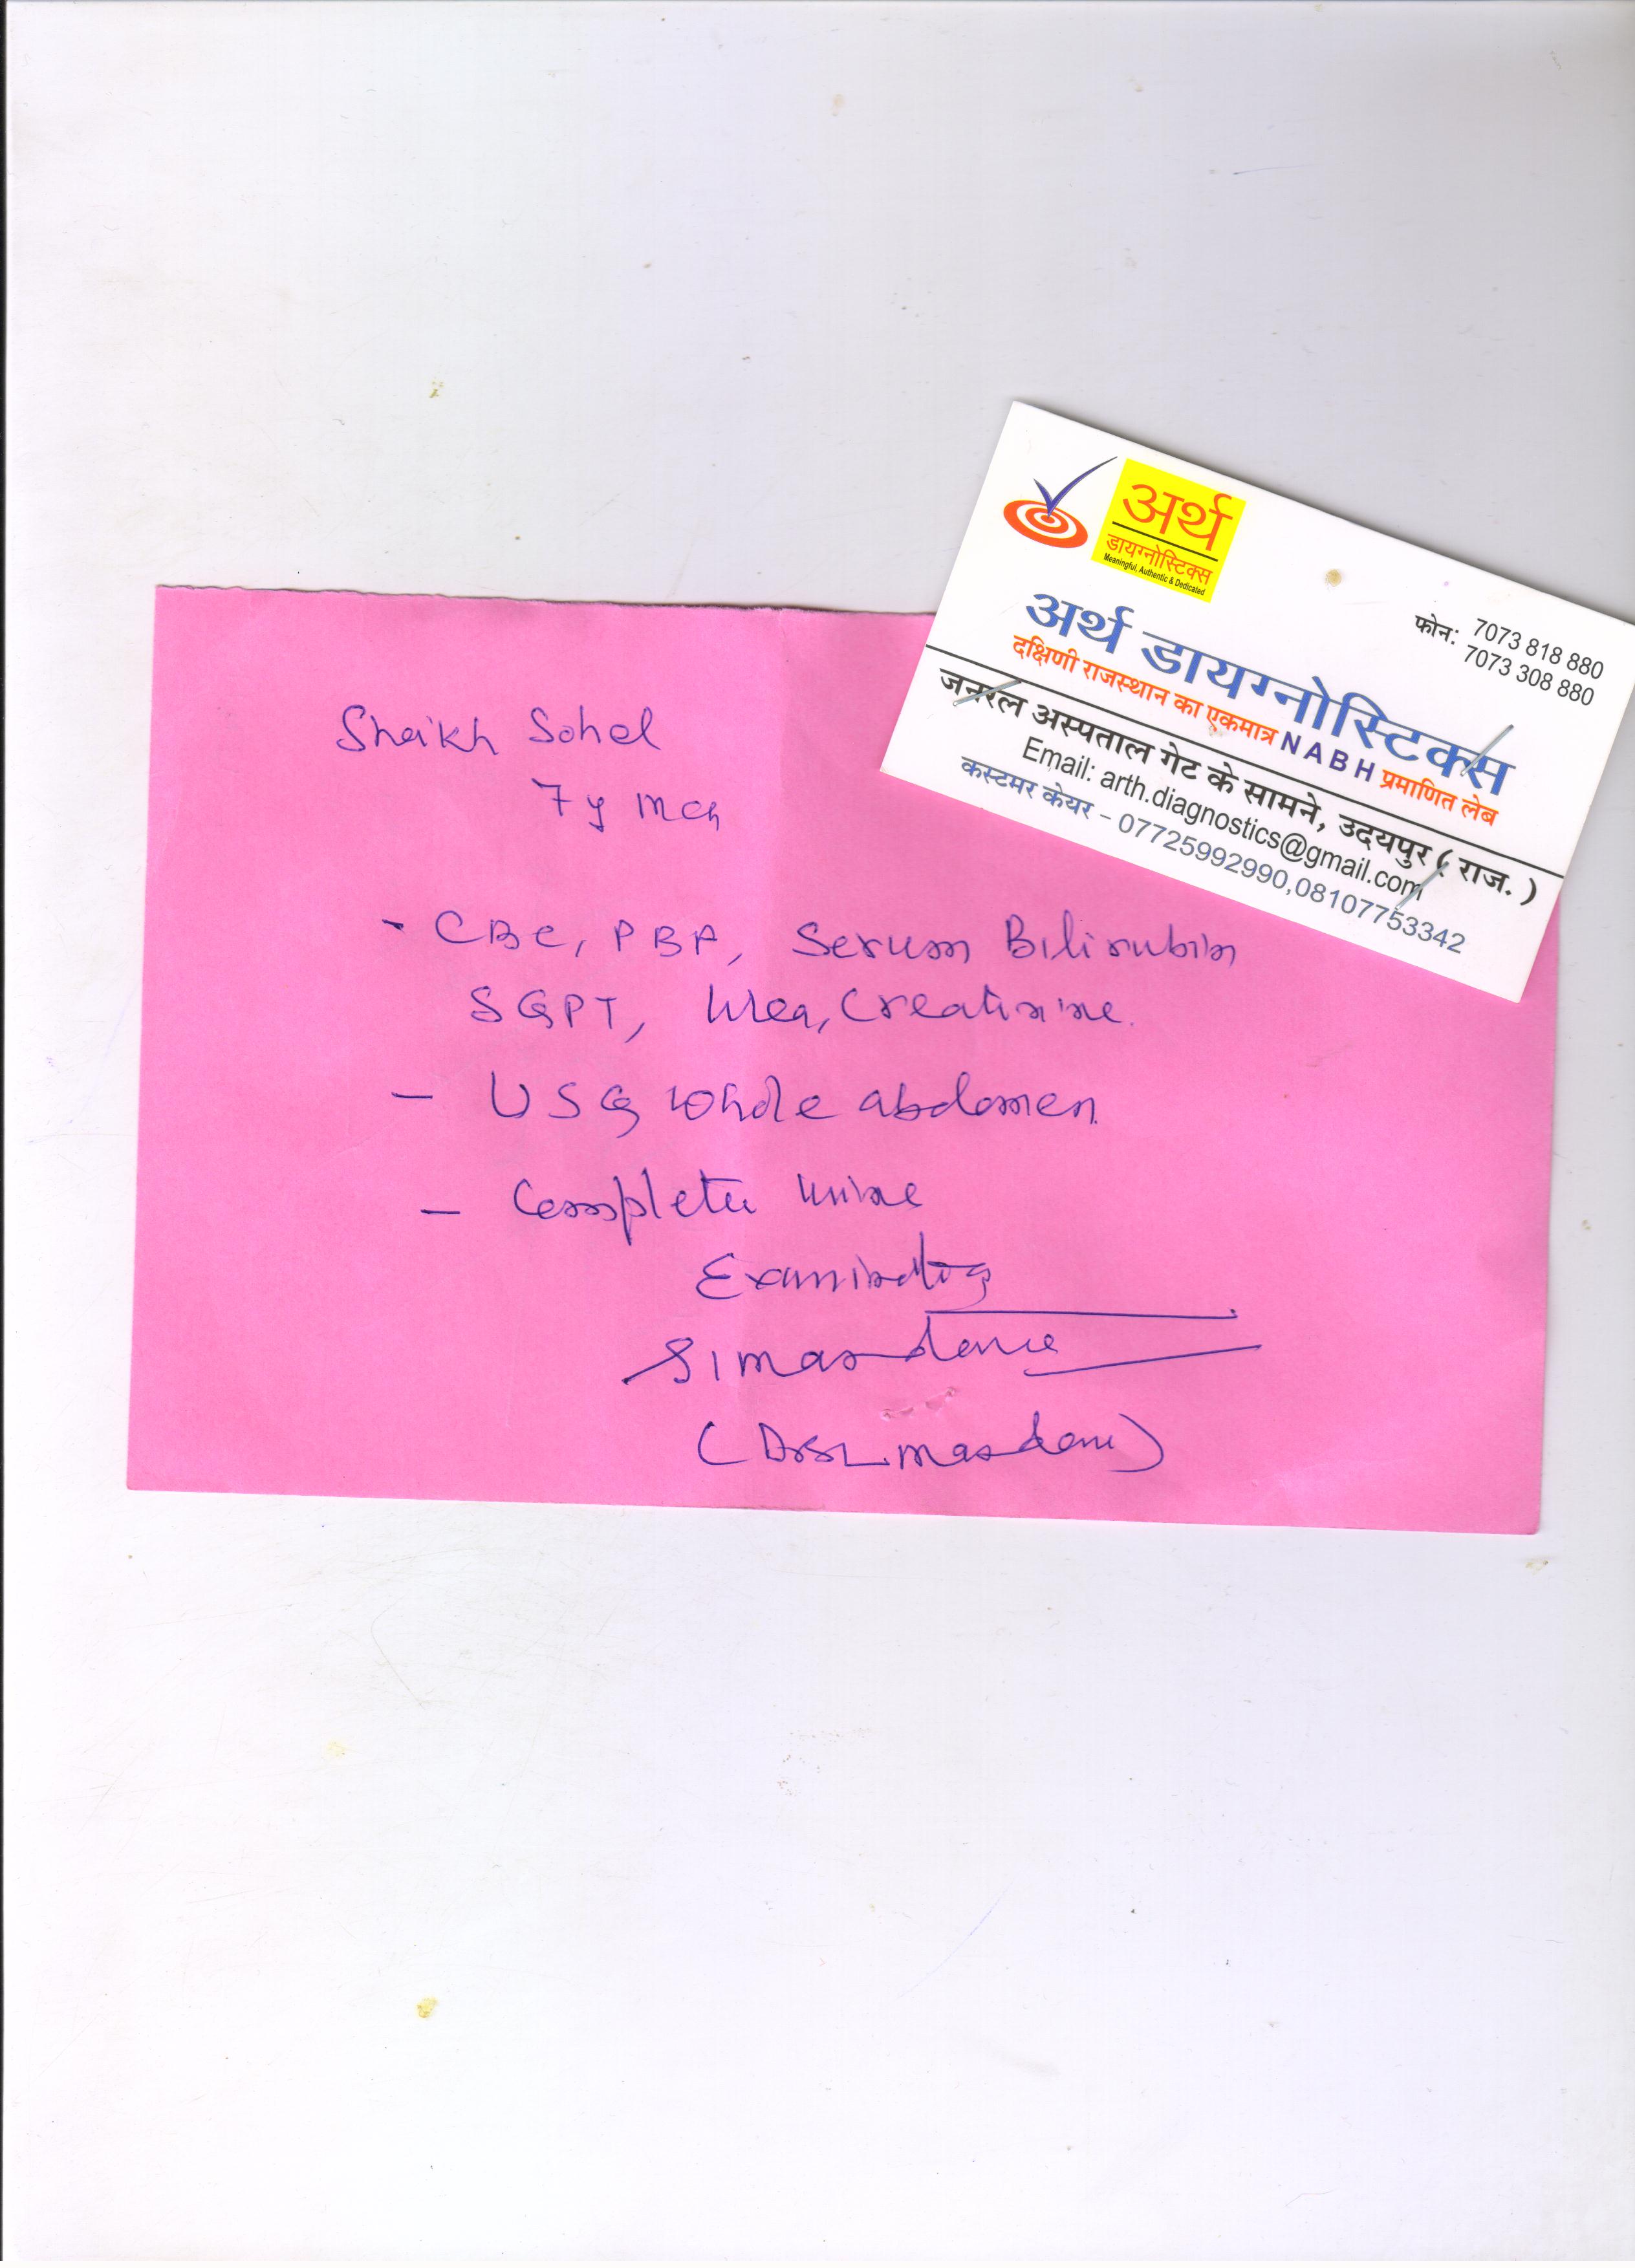 अर्थ
डायग्नोस्टिक्स
Meaningful, Authentic & Dedicated
फोन: 7073 818 880
7073 308 880
अर्थ डायग्नोस्टिक्स
दक्षिणी राजस्थान का एकमात्र NABH प्रमाणित लेब
जनरल अस्पताल गेट के सामने, उदयपुर ( राज. )
Email: arth.diagnostics@gmail.com
कस्टमर केयर - 07725992990,08107753342
Shaikh Sohel
7 y
- CBC, PBF, Serum Bilirubin
SGPT, Urea, Creatinine.
- USG whole abdomen.
- Complete Urine
Examination